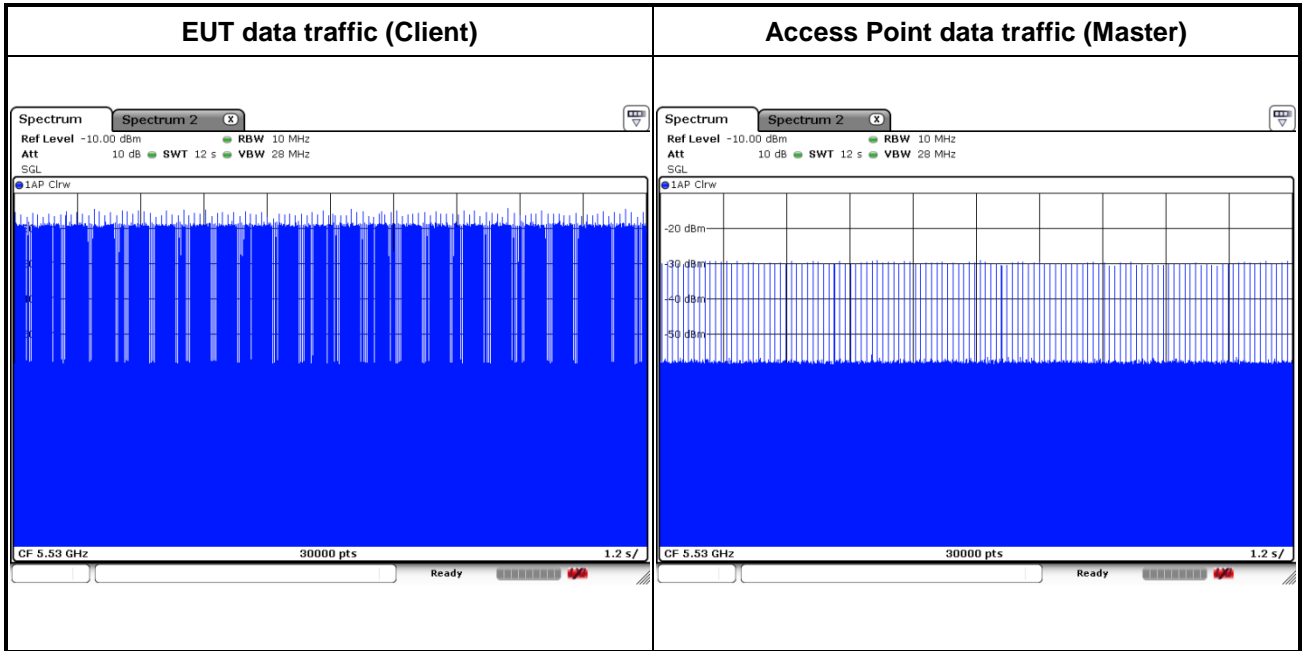 EUT data traffic (Client)
Access Point data traffic (Master)
Spectrum
Spectrum 2 X
Ref Level -10.00 dBm RBW 10 MHz
Att 10 dB SWT 12 s VBW 28 MHz
SGL
1AP Clrw
CF 5.53 GHz 30000 pts 1.2 s/
Ready
Spectrum
Spectrum 2 X
Ref Level -10.00 dBm RBW 10 MHz
Att 10 dB SWT 12 s VBW 28 MHz
SGL
1AP Clrw
-20 dBm
-30 dBm
-40 dBm
-50 dBm
CF 5.53 GHz 30000 pts 1.2 s/
Ready